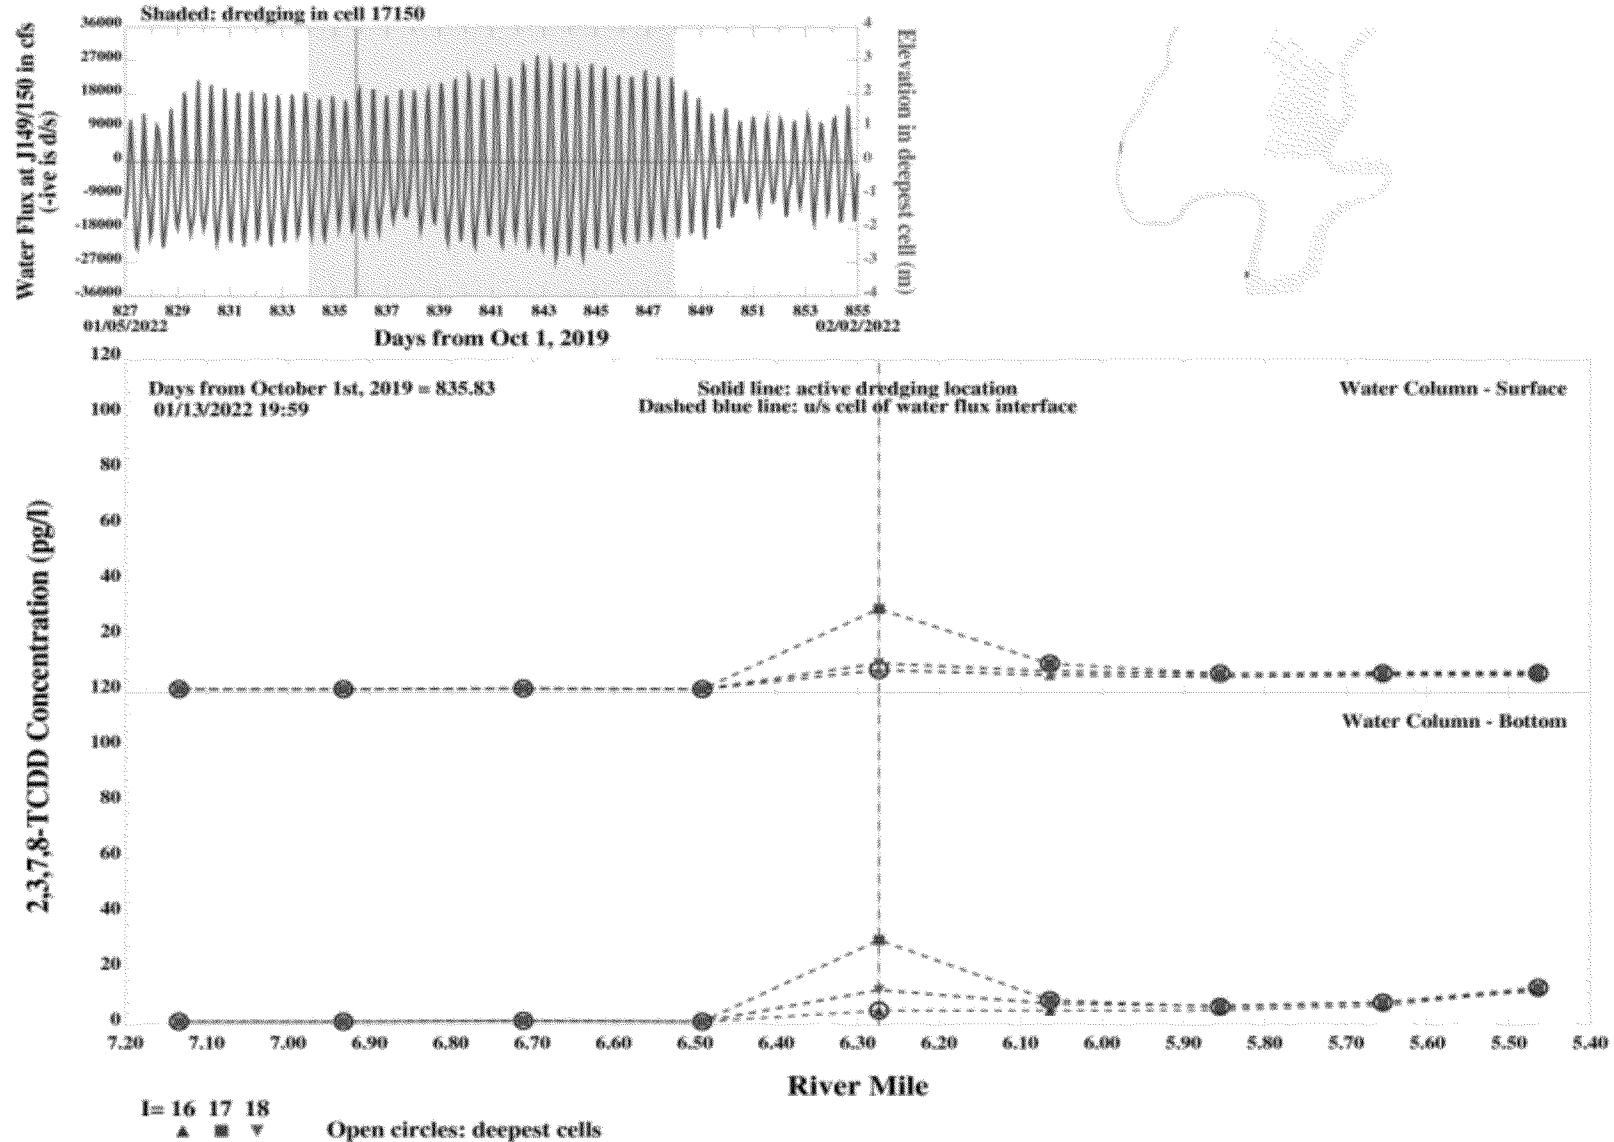 Shaded: dredging in cell 17150
36000
27000
18000
9000
0
-9000
-18000
-27000
-36000
Water Flux at J149/150 in cfs
(-ive is d/s)
4
3
2
1
0
-1
-2
-3
-4
Elevation in deepest cell (m)
827 829 831 833 835 837 839 841 843 845 847 849 851 853 855
01/05/2022 02/02/2022
Days from Oct 1, 2019
Days from October 1st, 2019 = 835.83
01/13/2022 19:59
Solid line: active dredging location
Dashed blue line: u/s cell of water flux interface
Water Column - Surface
120
100
80
60
40
20
120
100
80
60
40
20
0
Water Column - Bottom
2,3,7,8-TCDD Concentration (pg/l)
7.20 7.10 7.00 6.90 6.80 6.70 6.60 6.50 6.40 6.30 6.20 6.10 6.00 5.90 5.80 5.70 5.60 5.50 5.40
River Mile
I= 16 17 18
Open circles: deepest cells